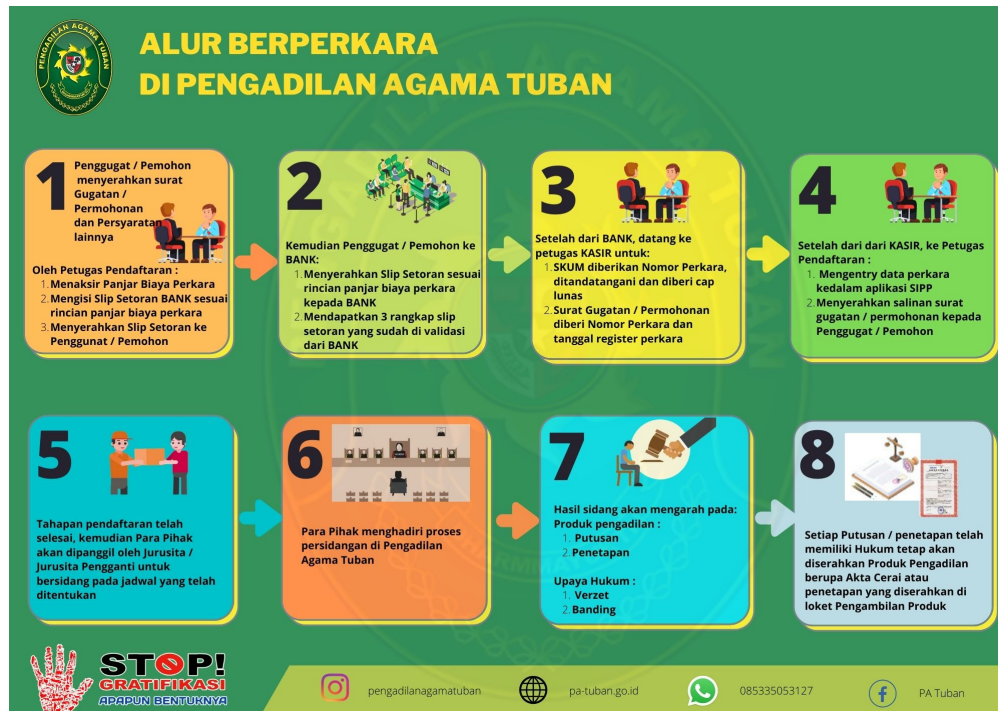 PENGADILAN AGAMA TUBAN
ALUR BERPERKARA
DI PENGADILAN AGAMA TUBAN
1
Penggugat / Pemohon
menyerahkan surat
Gugatan /
Permohonan
dan Persyaratan
lainnya
Oleh Petugas Pendaftaran :
1. Menaksir Panjar Biaya Perkara
2. Mengisi Slip Setoran BANK sesuai
rincian panjar biaya perkara
3. Menyerahkan Slip Setoran ke
Penggunat / Pemohon
2
Kemudian Penggugat / Pemohon ke
BANK:
1. Menyerahkan Slip Setoran sesuai
rincian panjar biaya perkara
kepada BANK
2. Mendapatkan 3 rangkap slip
setoran yang sudah di validasi
dari BANK
3
Setelah dari BANK, datang ke
petugas KASIR untuk:
1. SKUM diberikan Nomor Perkara,
ditandatangani dan diberi cap
lunas
2. Surat Gugatan / Permohonan
diberi Nomor Perkara dan
tanggal register perkara
4
Setelah dari dari KASIR, ke Petugas
Pendaftaran :
1. Mengentry data perkara
kedalam aplikasi SIPP
2. Menyerahkan salinan surat
gugatan / permohonan kepada
Penggugat / Pemohon
5
Tahapan pendaftaran telah
selesai, kemudian Para Pihak
akan dipanggil oleh Jurusita /
Jurusita Pengganti untuk
bersidang pada jadwal yang telah
ditentukan
6
Para Pihak menghadiri proses
persidangan di Pengadilan
Agama Tuban
7
Hasil sidang akan mengarah pada:
Produk pengadilan :
1. Putusan
2. Penetapan
Upaya Hukum :
1. Verzet
2. Banding
8
Setiap Putusan / penetapan telah
memiliki Hukum tetap akan
diserahkan Produk Pengadilan
berupa Akta Cerai atau
penetapan yang diserahkan di
loket Pengambilan Produk
STOP!
GRATIFIKASI
APAPUN BENTUKNYA
pengadilanagamatuban
pa-tuban.go.id
085335053127
PA Tuban